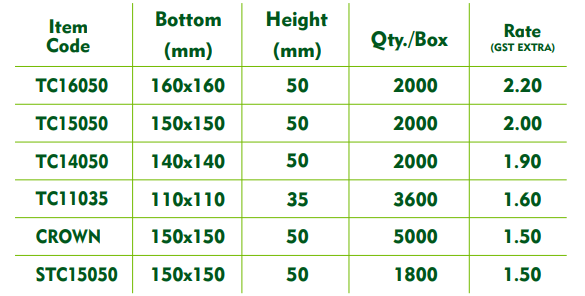 Item Code Bottom (mm) Height (mm) Qty./Box Rate (GST EXTRA)
TC16050 160x160 50 2000 2.20
TC15050 150x150 50 2000 2.00
TC14050 140x140 50 2000 1.90
TC11035 110x110 35 3600 1.60
CROWN 150x150 50 5000 1.50
STC15050 150x150 50 1800 1.50